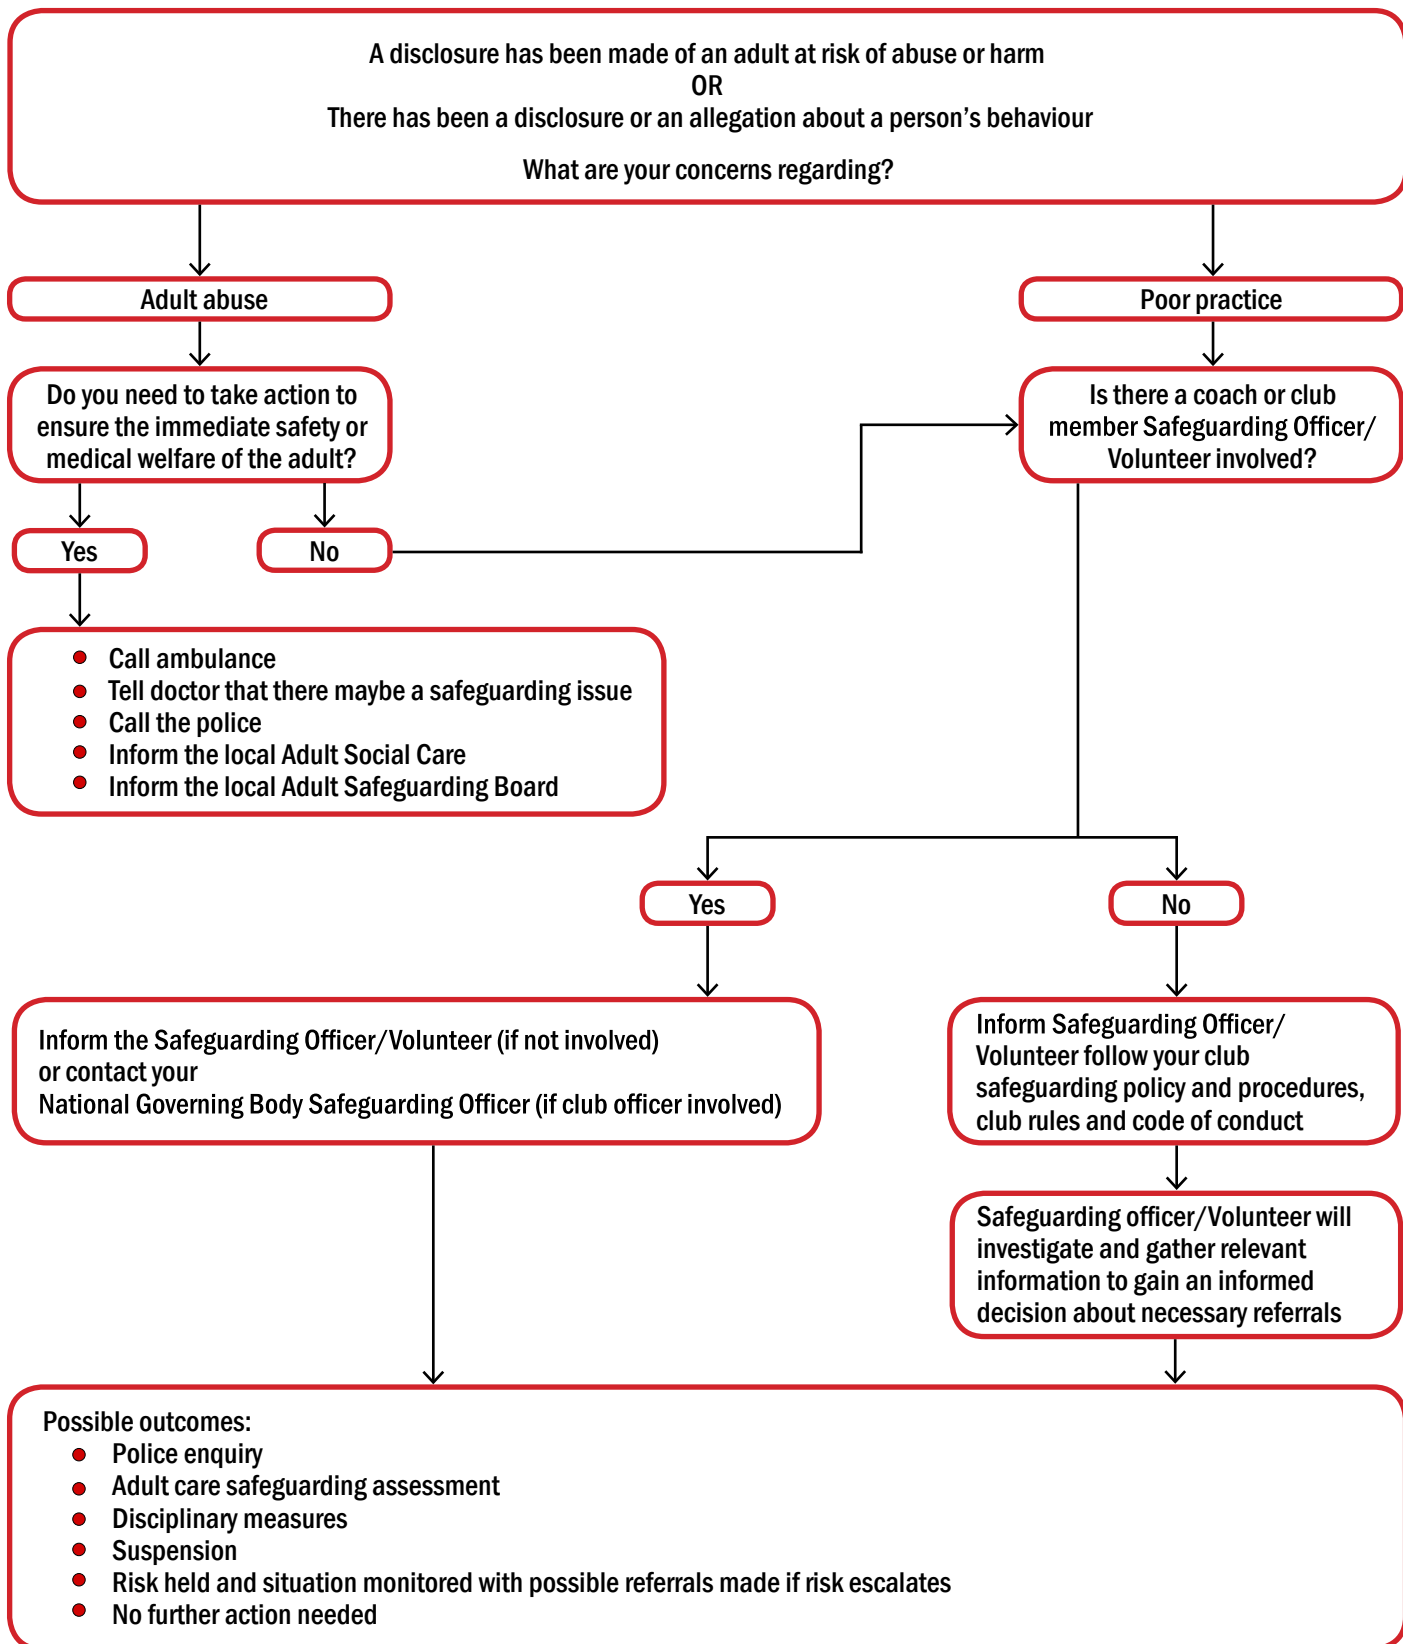 A disclosure has been made of an adult at risk of abuse or harm
OR
There has been a disclosure or an allegation about a person's behaviour
What are your concerns regarding?
Adult abuse
Poor practice
Do you need to take action to
ensure the immediate safety or
medical welfare of the adult?
Is there a coach or club
member Safeguarding Officer/
Volunteer involved?
Yes
No
Call ambulance
Tell doctor that there maybe a safeguarding issue
Call the police
Inform the local Adult Social Care
Inform the local Adult Safeguarding Board
Yes
No
Inform the Safeguarding Officer/Volunteer (if not involved)
or contact your
National Governing Body Safeguarding Officer (if club officer involved)
Inform Safeguarding Officer/
Volunteer follow your club
safeguarding policy and procedures,
club rules and code of conduct
Safeguarding officer/Volunteer will
investigate and gather relevant
information to gain an informed
decision about necessary referrals
Possible outcomes:
Police enquiry
Adult care safeguarding assessment
Disciplinary measures
Suspension
Risk held and situation monitored with possible referrals made if risk escalates
No further action needed